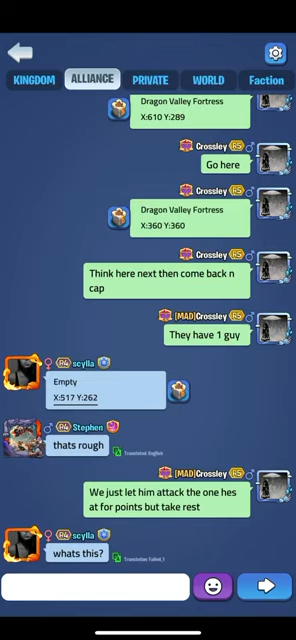 KINGDOM ALLIANCE PRIVATE WORLD Faction
Dragon Valley Fortress
X:610 Y:289
Crossley R5
Go here
Crossley R5
Dragon Valley Fortress
X:360 Y:360
Crossley R5
Think here next then come back n
cap
[MAD]Crossley R5
They have 1 guy
R4 scylla
Empty
X:517 Y:262
R4 Stephen
thats rough
Translated: English
[MAD]Crossley R5
We just let him attack the one hes
at for points but take rest
R4 scylla
whats this?
Translation Failed_1